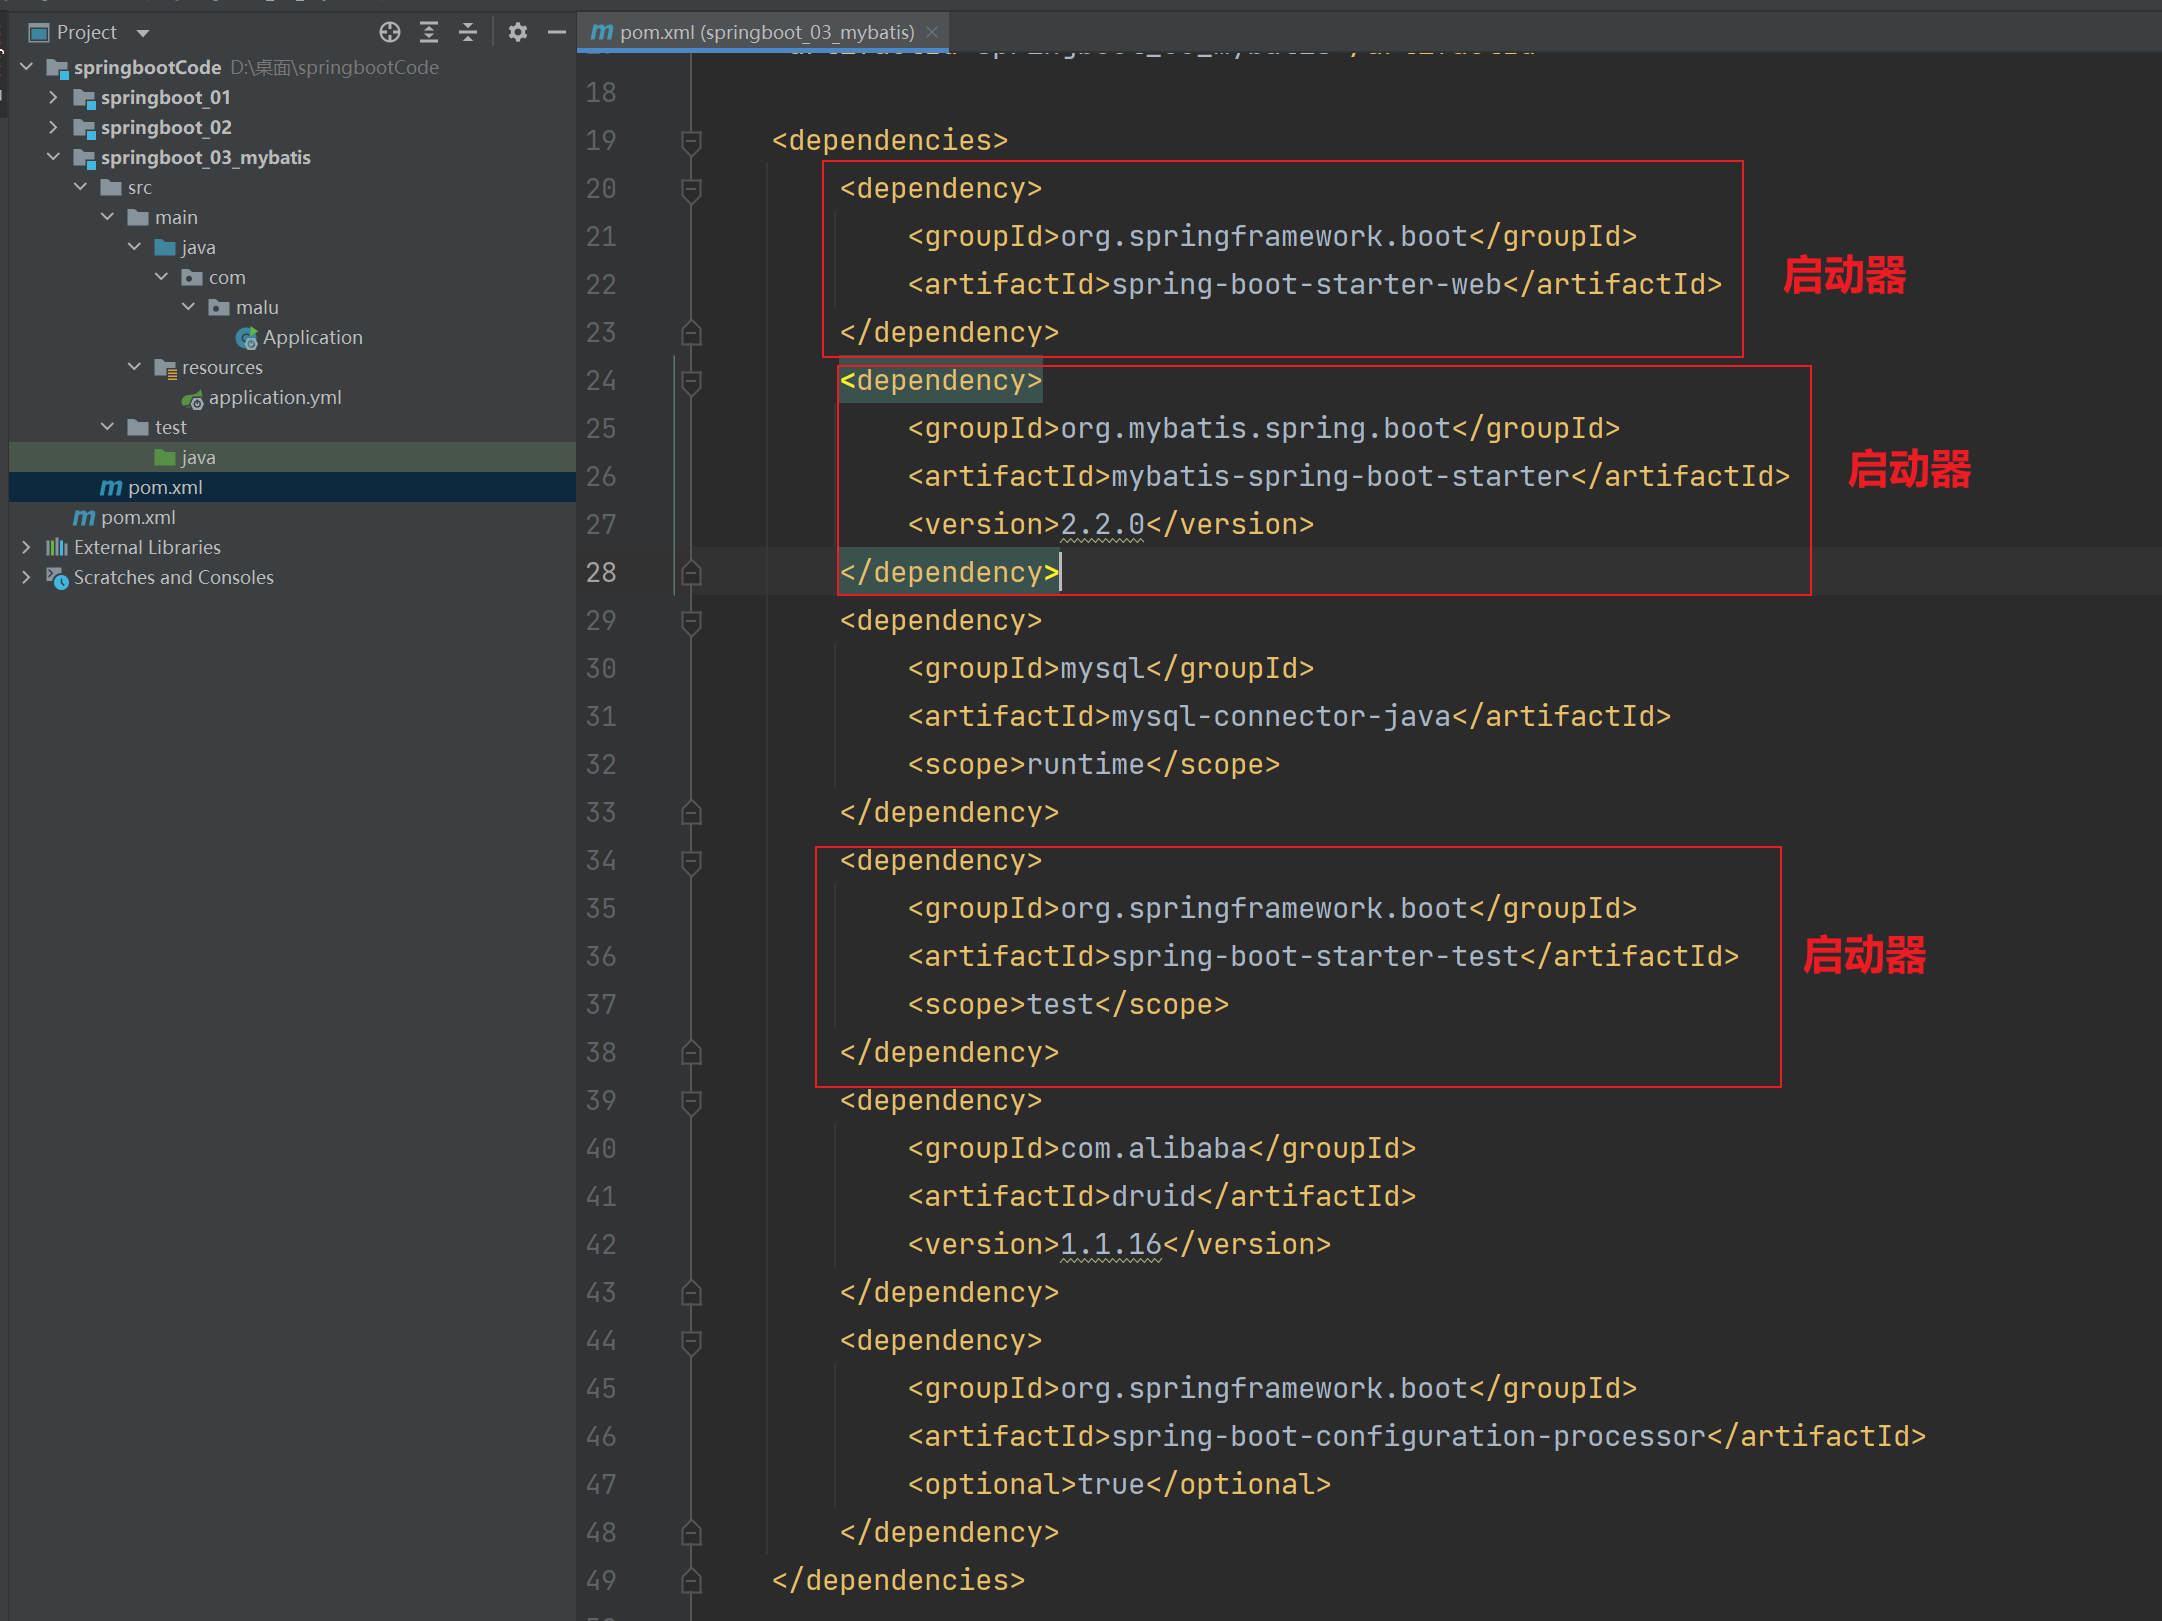 Project
springbootCode D:\桌面\springbootCode
springboot_01
springboot_02
springboot_03_mybatis
src
main
java
com
malu
Application
resources
application.yml
test
java
pom.xml
pom.xml
External Libraries
Scratches and Consoles
pom.xml (springboot_03_mybatis)
18
19 <dependencies>
20 <dependency>
21 <groupId>org.springframework.boot</groupId>
22 <artifactId>spring-boot-starter-web</artifactId>
启动器
23 </dependency>
24 <dependency>
25 <groupId>org.mybatis.spring.boot</groupId>
26 <artifactId>mybatis-spring-boot-starter</artifactId>
启动器
27 <version>2.2.0</version>
28 </dependency>
29 <dependency>
30 <groupId>mysql</groupId>
31 <artifactId>mysql-connector-java</artifactId>
32 <scope>runtime</scope>
33 </dependency>
34 <dependency>
35 <groupId>org.springframework.boot</groupId>
36 <artifactId>spring-boot-starter-test</artifactId>
启动器
37 <scope>test</scope>
38 </dependency>
39 <dependency>
40 <groupId>com.alibaba</groupId>
41 <artifactId>druid</artifactId>
42 <version>1.1.16</version>
43 </dependency>
44 <dependency>
45 <groupId>org.springframework.boot</groupId>
46 <artifactId>spring-boot-configuration-processor</artifactId>
47 <optional>true</optional>
48 </dependency>
49 </dependencies>